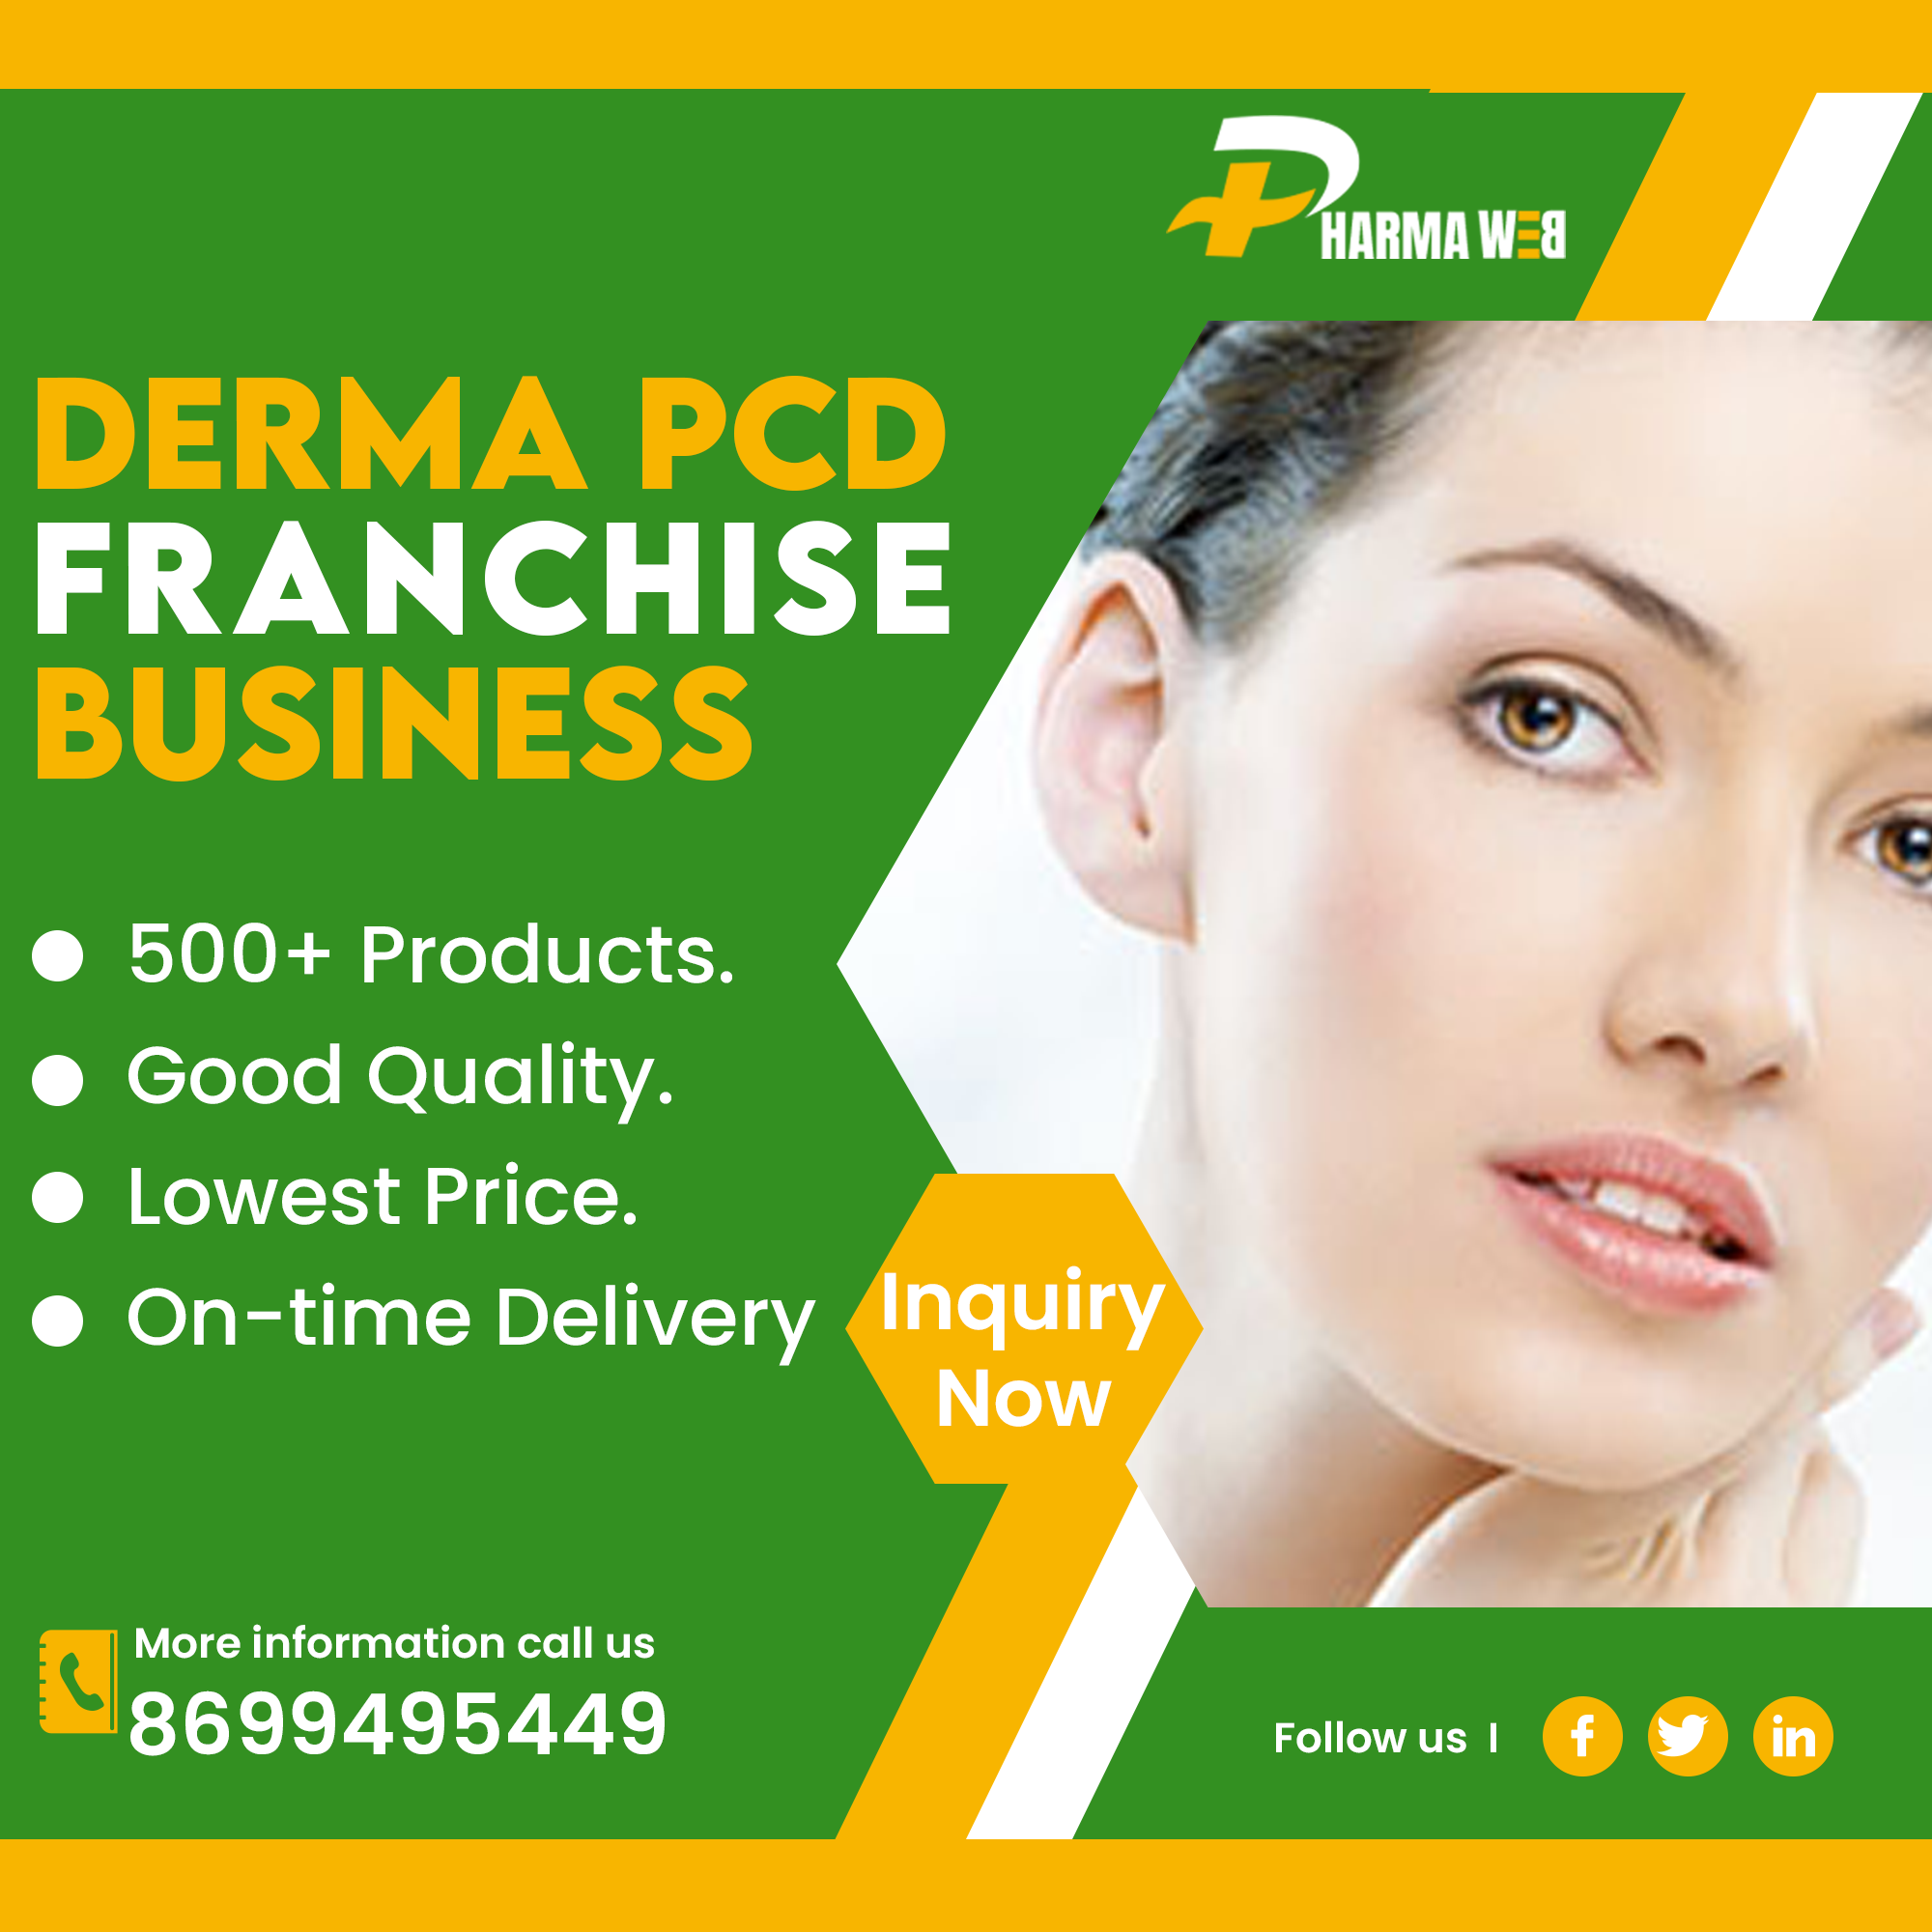 PHARMA WEB
DERMA PCD
FRANCHISE
BUSINESS
500+ Products.
Good Quality.
Lowest Price.
On-time Delivery
Inquiry
Now
More information call us
8699495449
Follow us |
f
in